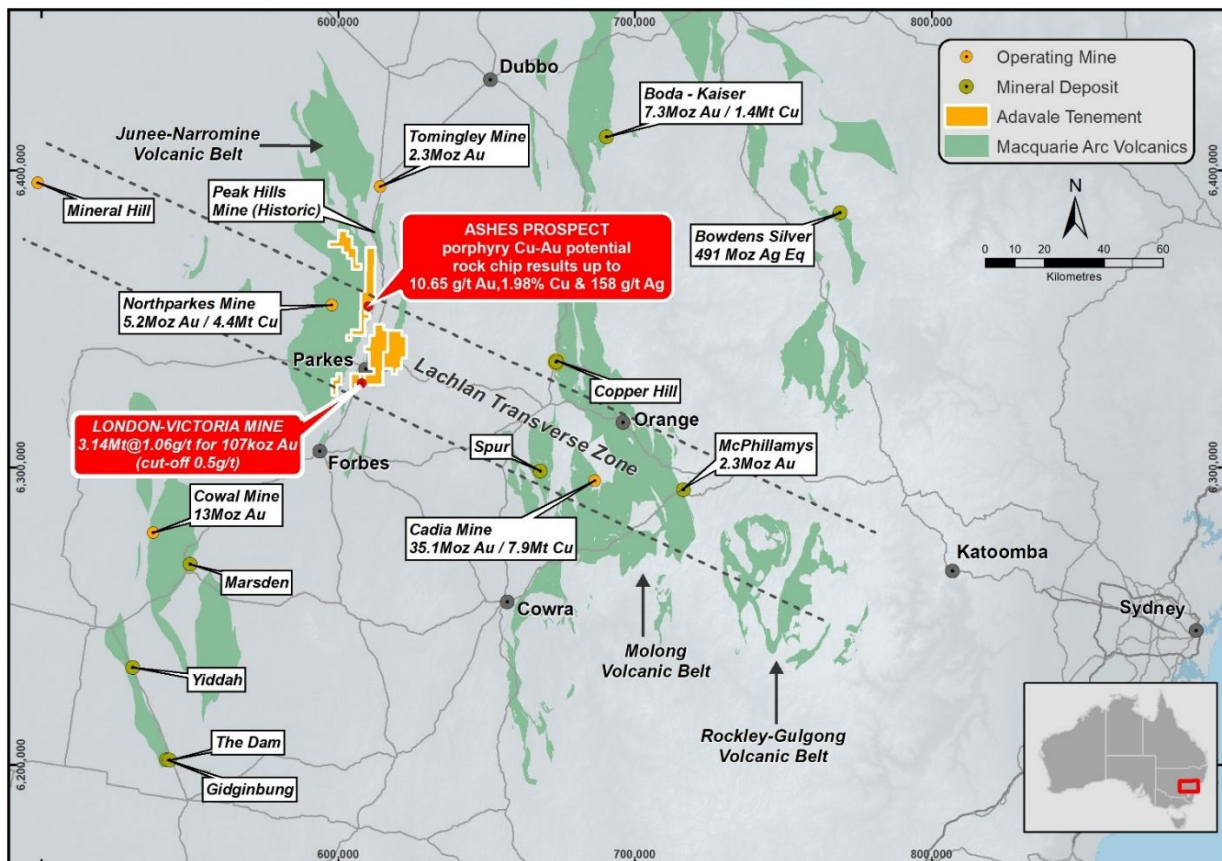 600,000
700,000
800,000
Operating Mine
Mineral Deposit
Adavale Tenement
Macquarie Arc Volcanics
Dubbo
Boda - Kaiser
7.3Moz Au / 1.4Mt Cu
Junee-Narromine
Volcanic Belt
Tomingley Mine
2.3Moz Au
6,400,000
6,400,000
Mineral Hill
Peak Hills
Mine (Historic)
N
0 10 20 30 40 60
Kilometres
ASHES PROSPECT
porphyry Cu-Au potential
rock chip results up to
10.65 g/t Au,1.98% Cu & 158 g/t Ag
Bowdens Silver
491 Moz Ag Eq
Northparkes Mine
5.2Moz Au / 4.4Mt Cu
Parkes
Lachlan Transverse Zone
Copper Hill
Orange
LONDON-VICTORIA MINE
3.14Mt@1.06g/t for 107koz Au
(cut-off 0.5g/t)
Forbes
Spur
McPhillamys
2.3Moz Au
6,300,000
6,300,000
Cowal Mine
13Moz Au
Cadia Mine
35.1Moz Au / 7.9Mt Cu
Marsden
Katoomba
Cowra
Sydney
Molong
Volcanic Belt
Yiddah
Rockley-Gulgong
Volcanic Belt
The Dam
Gidginbung
6,200,000
600,000
700,000
800,000